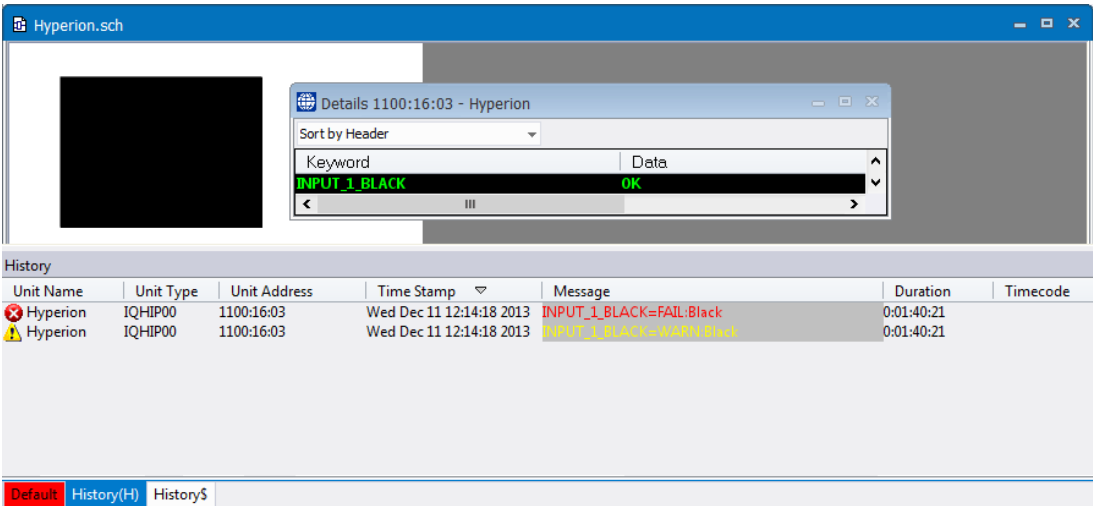 Hyperion.sch
Details 1100:16:03 - Hyperion
Sort by Header
Keyword Data
INPUT_1_BLACK OK
History
Unit Name Unit Type Unit Address Time Stamp Message Duration Timecode
Hyperion IQHIP00 1100:16:03 Wed Dec 11 12:14:18 2013 INPUT_1_BLACK=FAIL:Black 0:01:40:21
Hyperion IQHIP00 1100:16:03 Wed Dec 11 12:14:18 2013 INPUT_1_BLACK=WARN:Black 0:01:40:21
Default History(H) History$